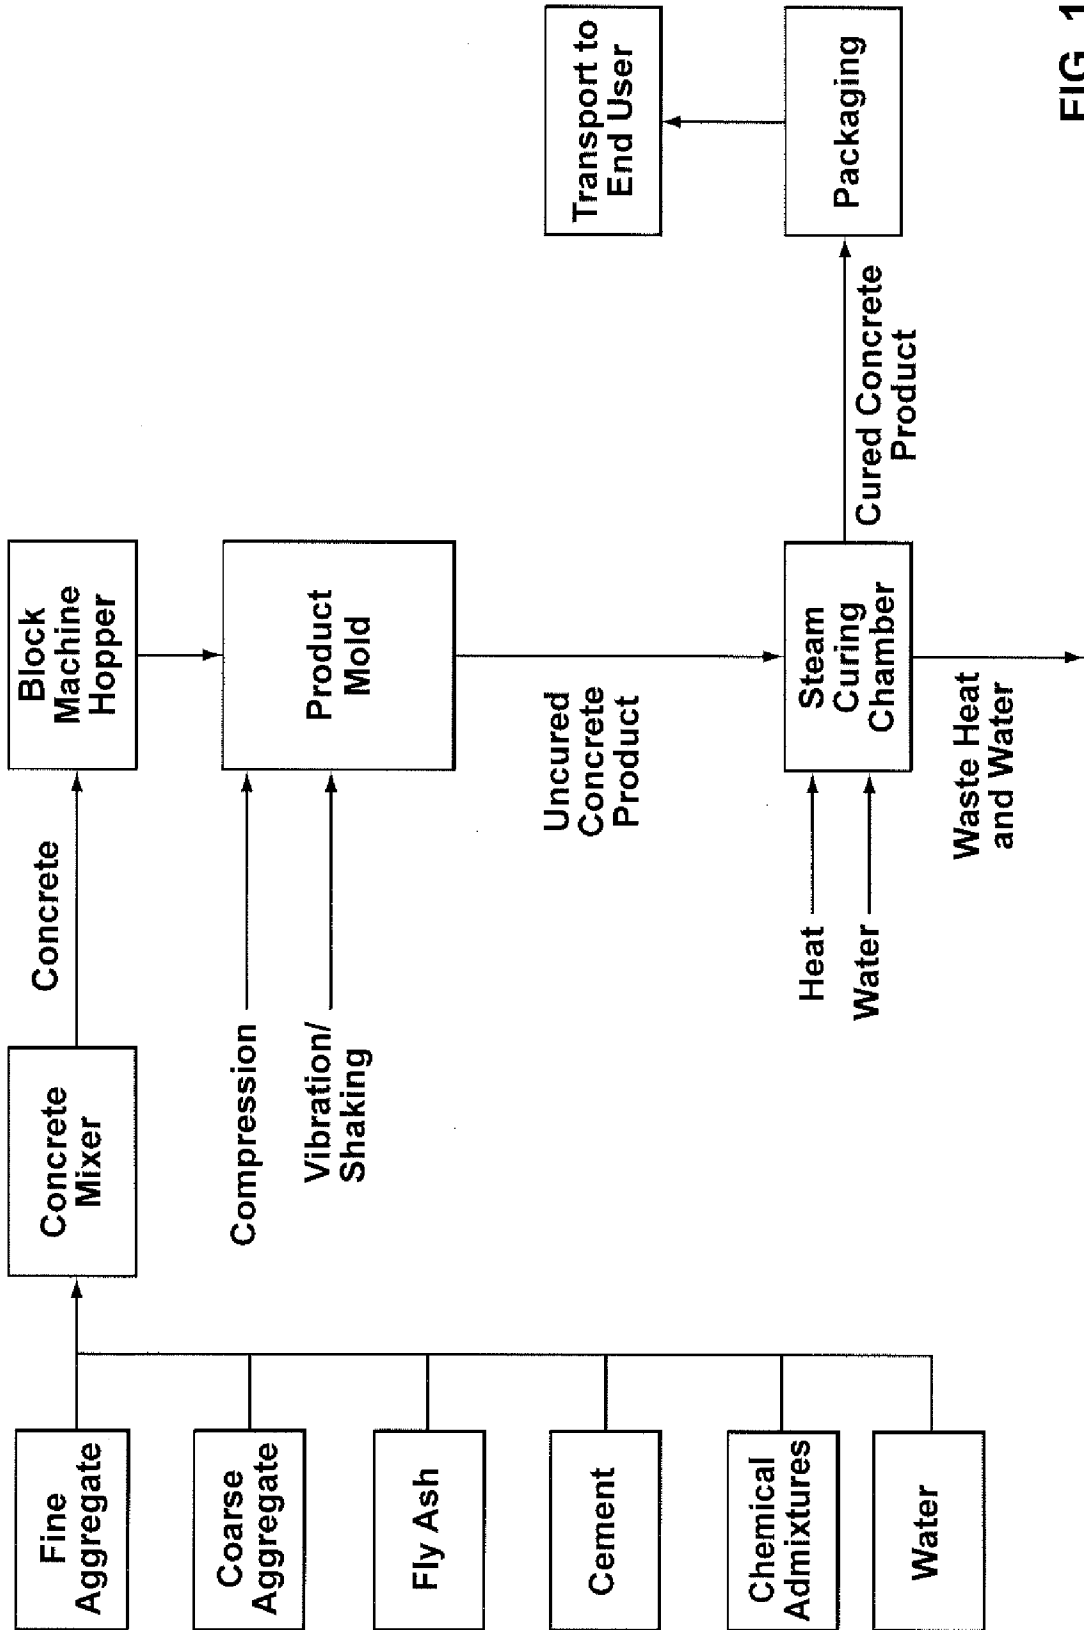 Fine
Aggregate
Coarse
Aggregate
Fly Ash
Cement
Chemical
Admixtures
Water
Concrete
Mixer
Concrete
Block
Machine
Hopper
Compression
Vibration/
Shaking
Product
Mold
Uncured
Concrete
Product
Heat
Water
Steam
Curing
Chamber
Waste Heat
and Water
Cured Concrete
Product
Packaging
Transport to
End User
FIG. 1